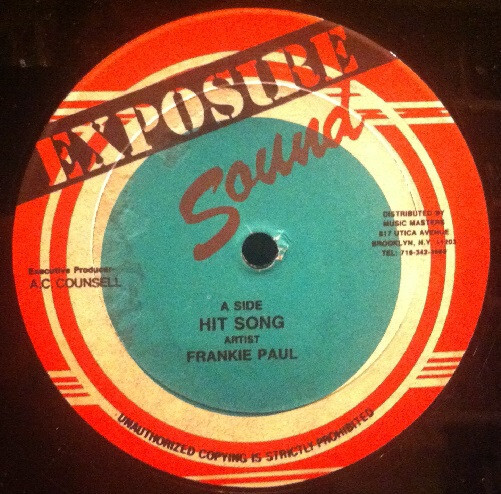 EXPOSURE
Sound
DISTRIBUTED BY
MUSIC MASTERS
817 UTICA AVENUE
BROOKLYN, N.Y.
TEL: 718-342-
Executive Producer
A.C COUNSELL
A SIDE
HIT SONG
ARTIST
FRANKIE PAUL
UNAUTHORIZED COPYING IS STRICTLY PROHIBITED